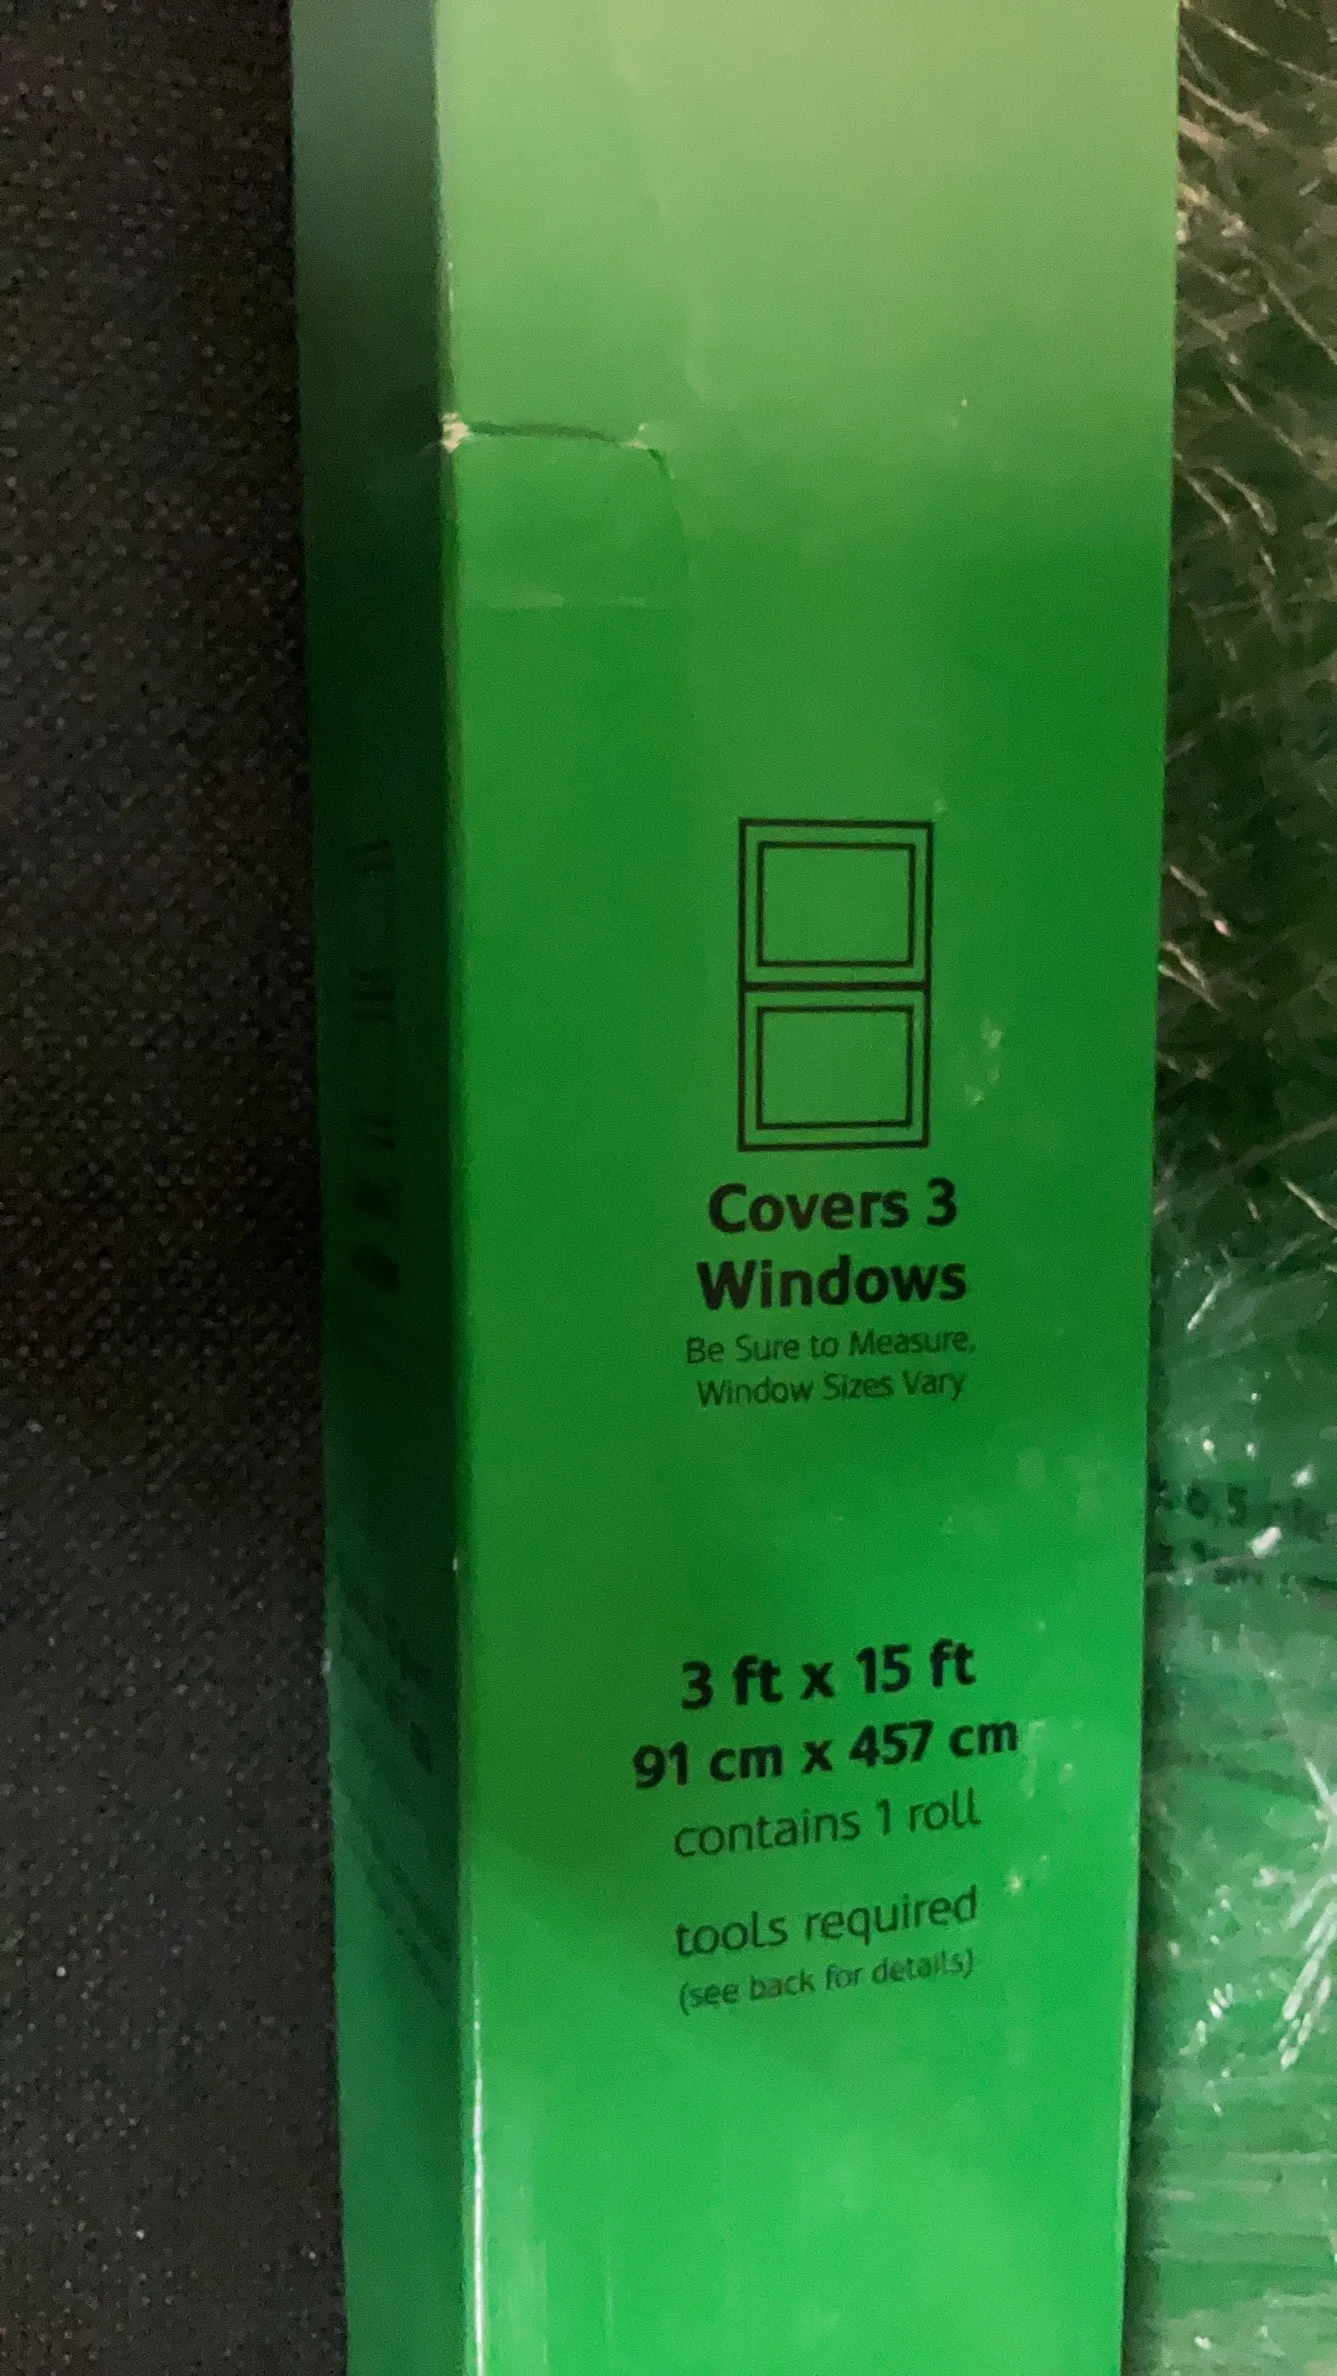 Covers 3
Windows
Be Sure to Measure,
Window Sizes Vary
3 ft x 15 ft
91 cm x 457 cm
contains 1 roll
tools required
(see back for details)